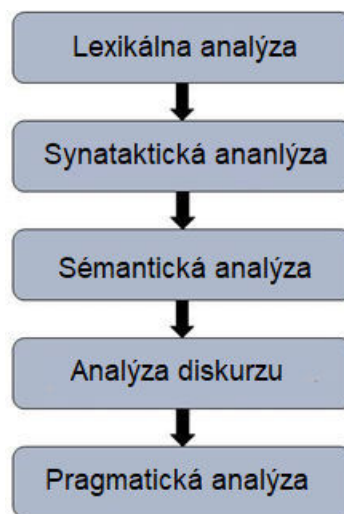 Lexikálna analýza
Synataktická ananlýza
Sémantická analýza
Analýza diskurzu
Pragmatická analýza